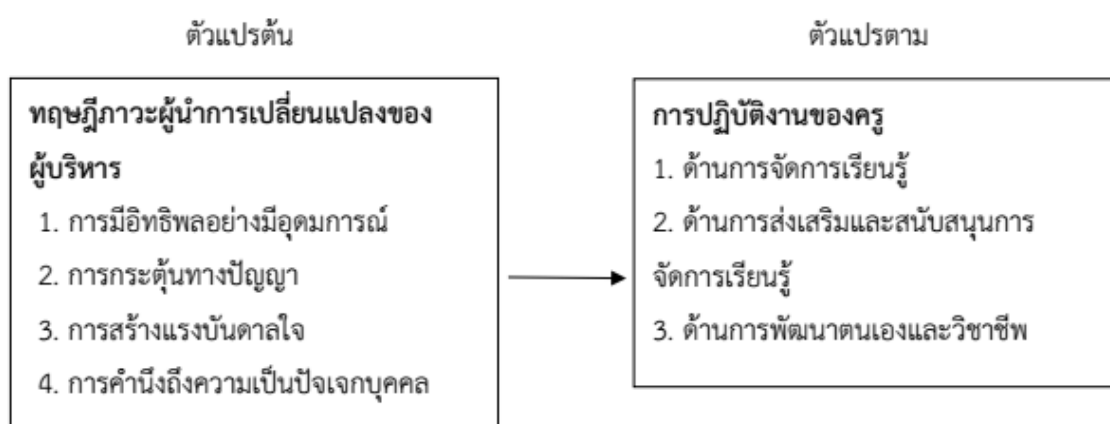 ตัวแปรต้น
ทฤษฎีภาวะผู้นำการเปลี่ยนแปลงของ
ผู้บริหาร
1. การมีอิทธิพลอย่างมีอุดมการณ์
2. การกระตุ้นทางปัญญา
3. การสร้างแรงบันดาลใจ
4. การคำนึงถึงความเป็นปัจเจกบุคคล
ตัวแปรตาม
การปฏิบัติงานของครู
1. ด้านการจัดการเรียนรู้
2. ด้านการส่งเสริมและสนับสนุนการ
จัดการเรียนรู้
3. ด้านการพัฒนาตนเองและวิชาชีพ